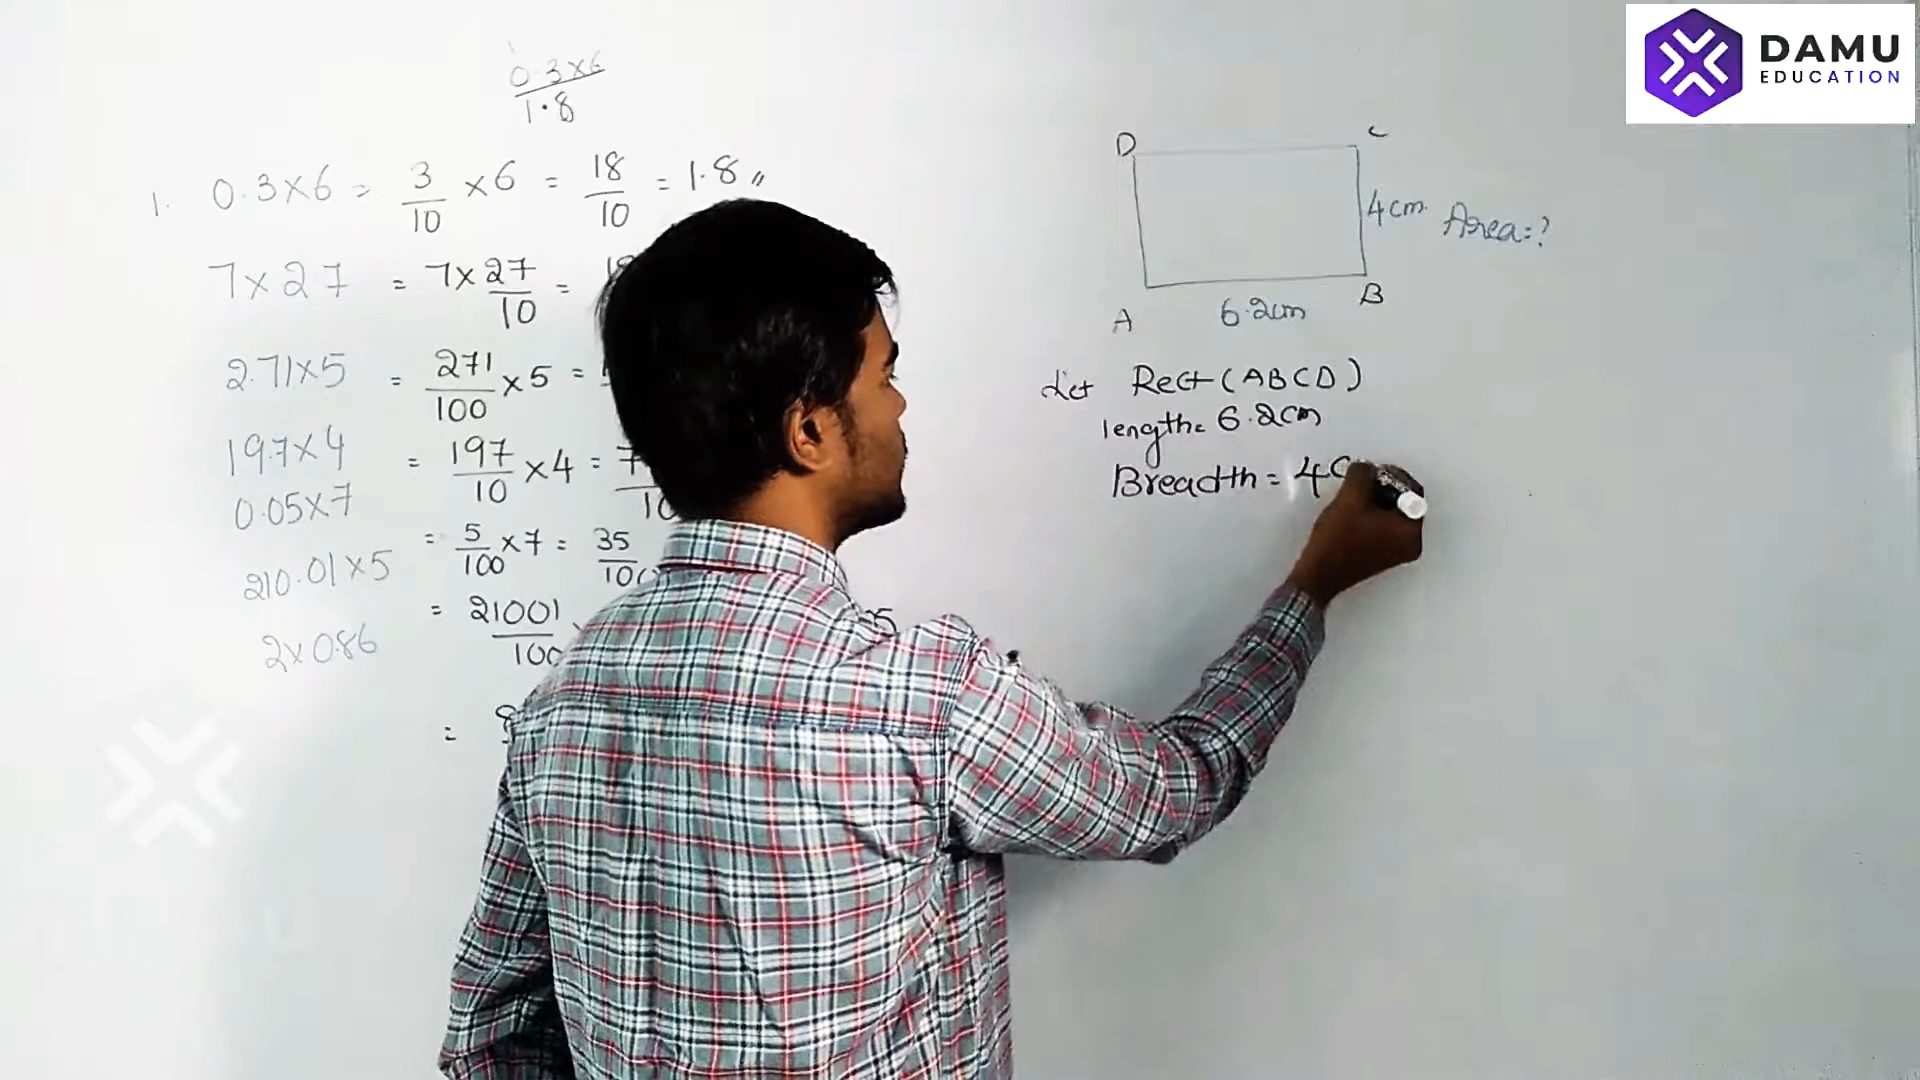 DAMU
EDUCATION
0.3×6
1.8
1. 0.3×6 = 3/10 ×6 = 18/10 = 1.8 〃
7×27 = 7×27/10 =
2.71×5 = 271/100 ×5 =
19.7×4 = 197/10 ×4 =
0.05×7 = 5/100 ×7 = 35
210.01×5 = 21001
2×0.86 =
D C
4cm. Area=?
A 6.2cm B
Let Rect(ABCD)
length= 6.2cm
Breadth = 4